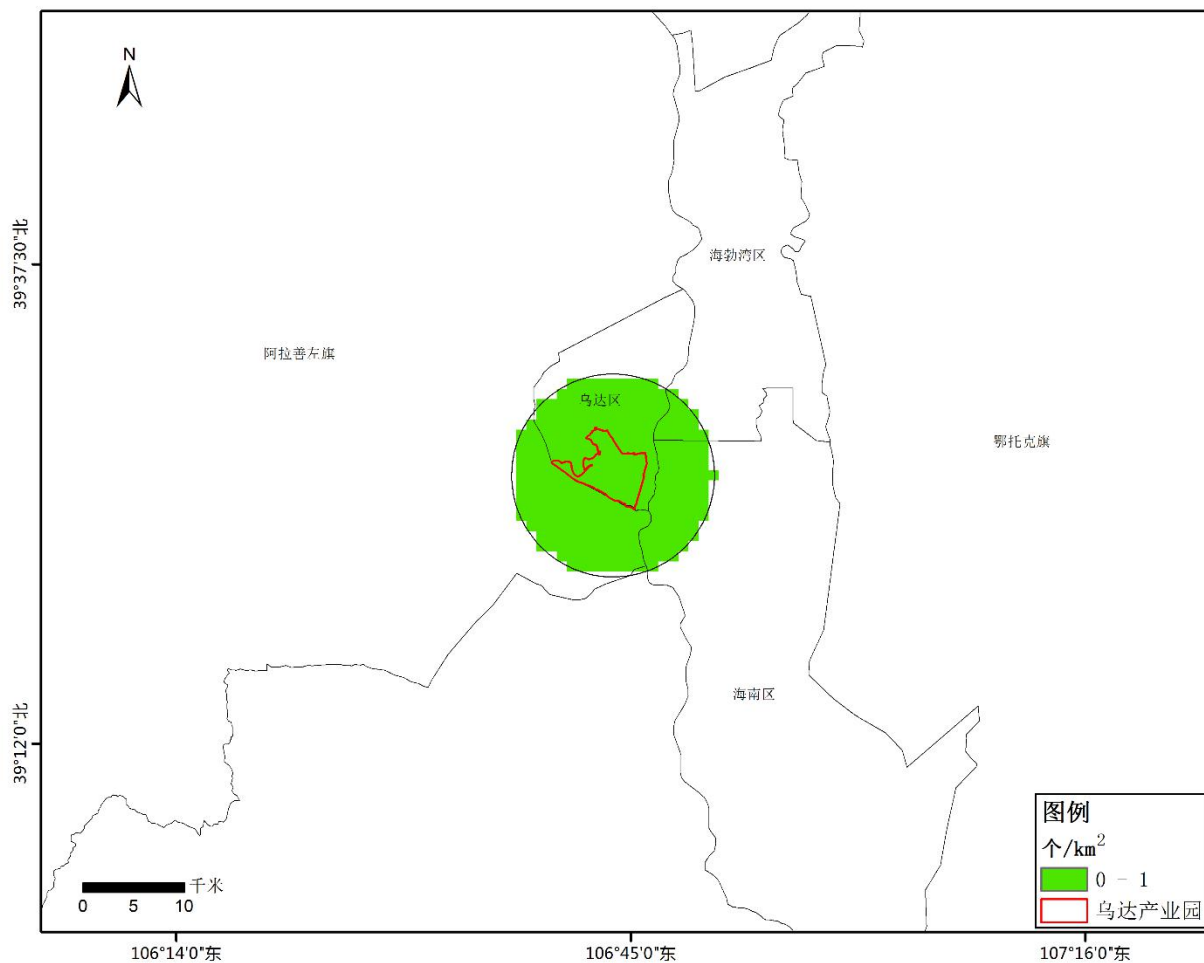 N
海勃湾区
39°37'30"北
阿拉善左旗
乌达区
鄂托克旗
海南区
39°12'0"北
图例
个/km²
0 - 1
乌达产业园
千米
0 5 10
106°14'0"东 106°45'0"东 107°16'0"东